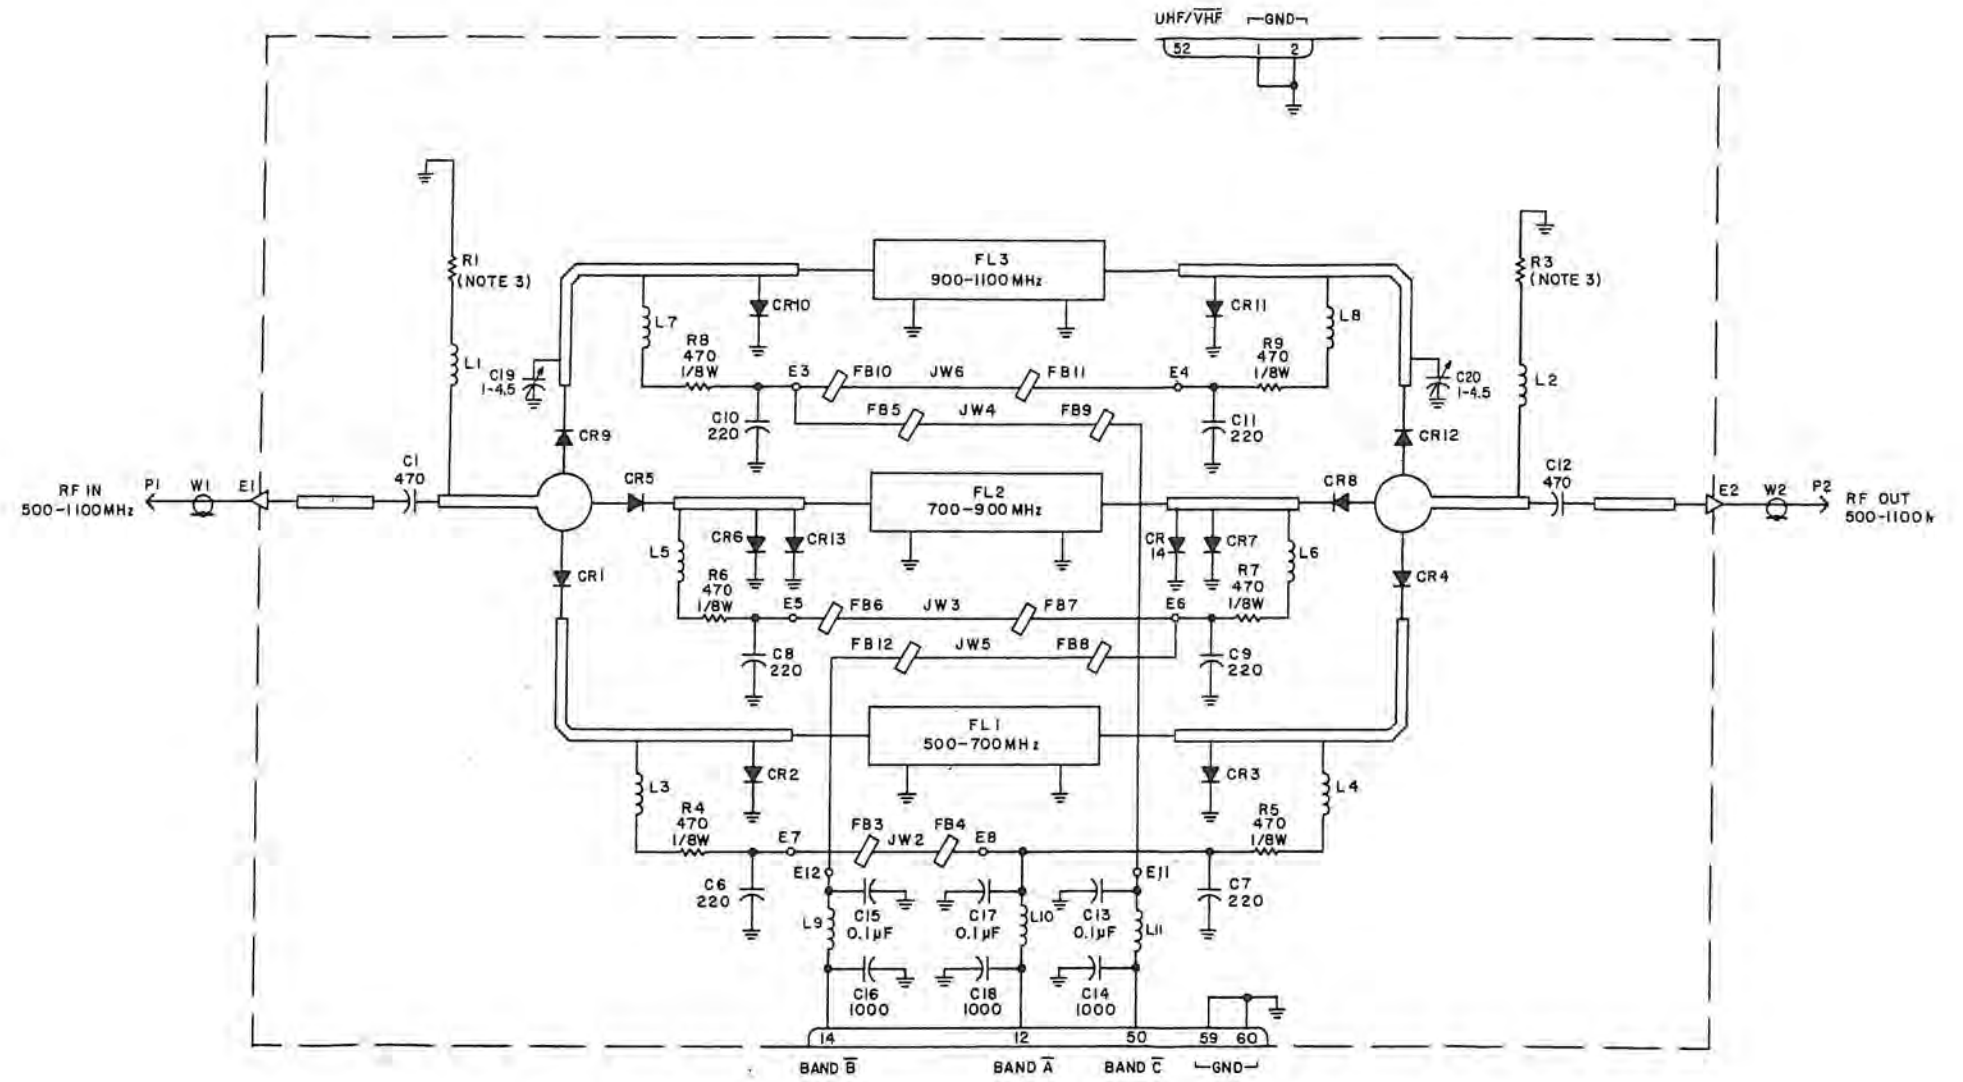 UHF/V̅H̅F̅ GND
52 1 2
R1
(NOTE 3)
L1
C19
1-4.5
FL3
900-1100MHz
CR10
L7
R8
470
1/8W
E3
FB10
JW6
FB11
E4
CR11
L8
R9
470
1/8W
R3
(NOTE 3)
L2
C20
1-4.5
C10
220
FB5
JW4
FB9
C11
220
CR9
CR12
RF IN
500-1100MHz
P1
W1
E1
C1
470
CR5
FL2
700-900MHz
CR8
C12
470
E2
W2
P2
RF OUT
500-1100
CR1
L5
CR6
CR13
R6
470
1/8W
E5
FB6
JW3
FB7
E6
CR
14
CR7
L6
R7
470
1/8W
CR4
C8
220
FB12
JW5
FB8
C9
220
FL1
500-700MHz
L3
CR2
R4
470
1/8W
E7
FB3
JW2
FB4
E8
CR3
L4
R5
470
1/8W
C6
220
E12
E11
C7
220
L9
C15
0.1µF
C17
0.1µF
L10
C13
0.1µF
L11
C16
1000
C18
1000
C14
1000
14 12 50 59 60
BAND B̅ BAND A̅ BAND C̅ GND